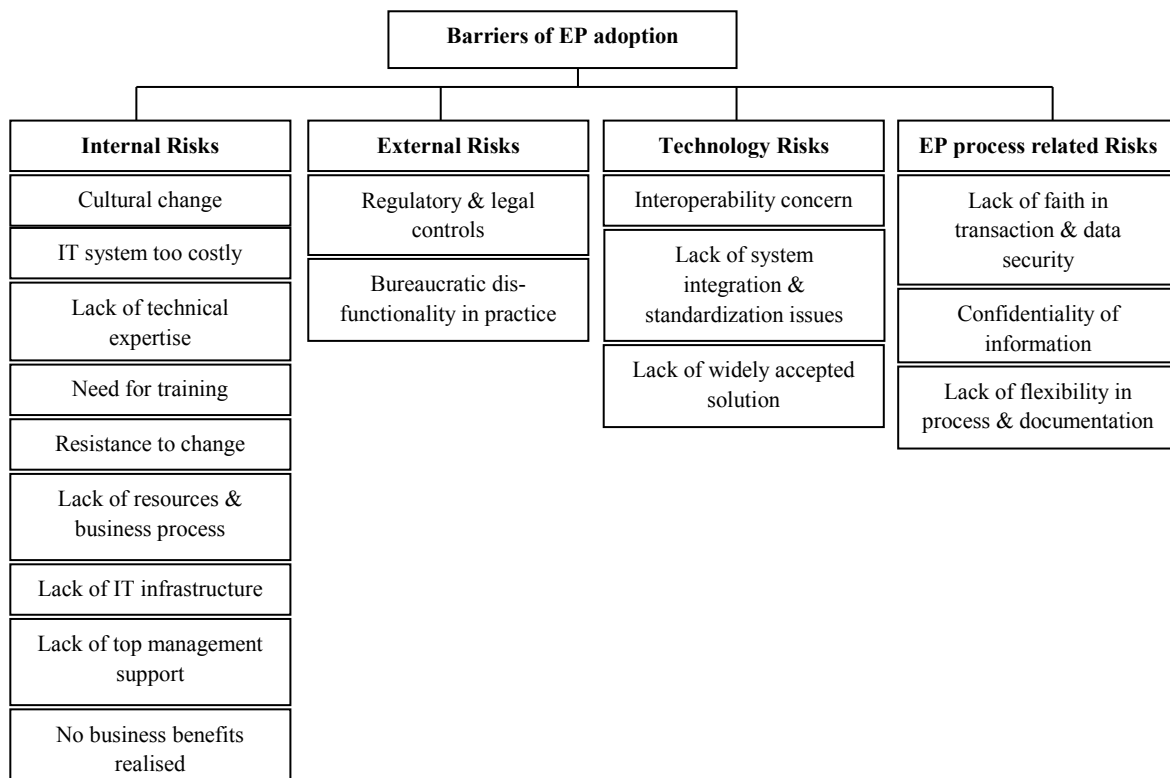 Barriers of EP adoption
Internal Risks
Cultural change
IT system too costly
Lack of technical
expertise
Need for training
Resistance to change
Lack of resources &
business process
Lack of IT infrastructure
Lack of top management
support
No business benefits
realised
External Risks
Regulatory & legal
controls
Bureaucratic dis-
functionality in practice
Technology Risks
Interoperability concern
Lack of system
integration &
standardization issues
Lack of widely accepted
solution
EP process related Risks
Lack of faith in
transaction & data
security
Confidentiality of
information
Lack of flexibility in
process & documentation